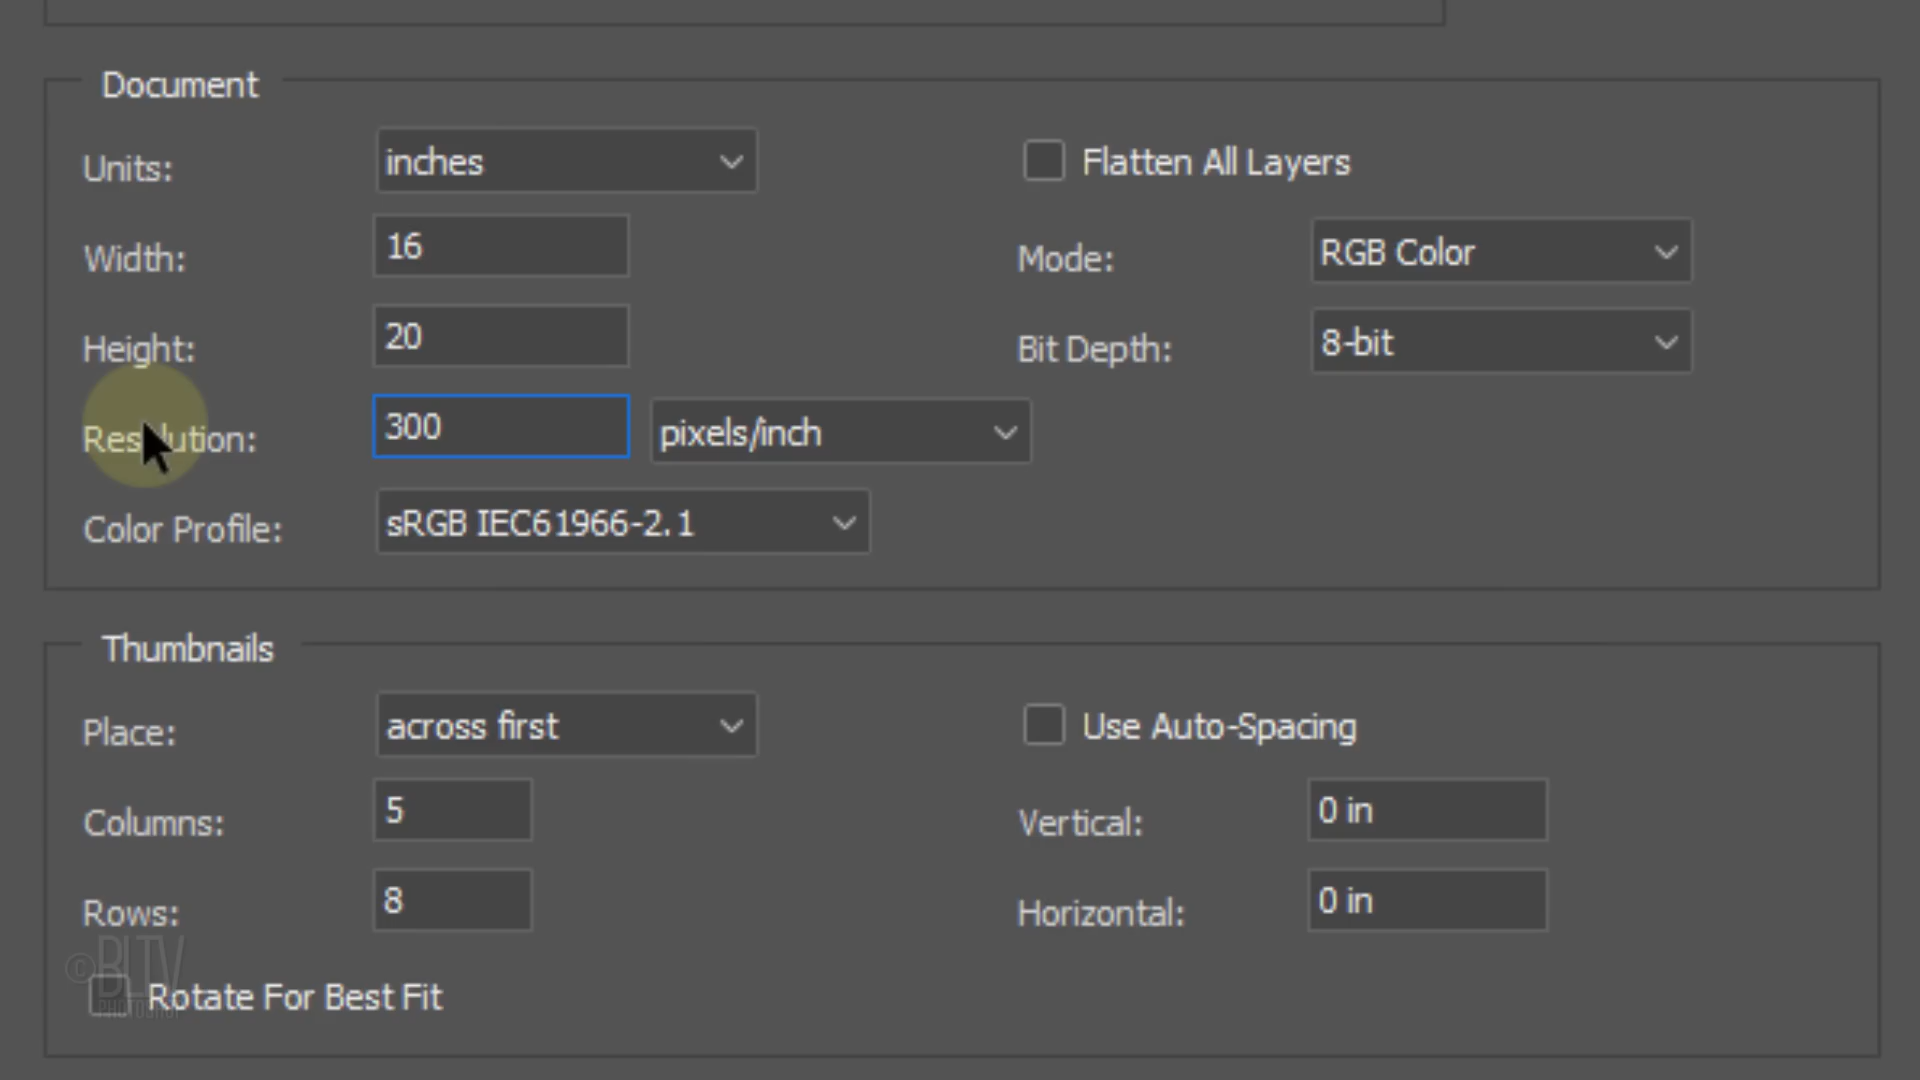 Document
Units: inches Flatten All Layers
Width: 16 Mode: RGB Color
Height: 20 Bit Depth: 8-bit
Resolution: 300 pixels/inch
Color Profile: sRGB IEC61966-2.1
Thumbnails
Place: across first Use Auto-Spacing
Columns: 5 Vertical: 0 in
Rows: 8 Horizontal: 0 in
© BLTV
PHOTOSHOP
Rotate For Best Fit